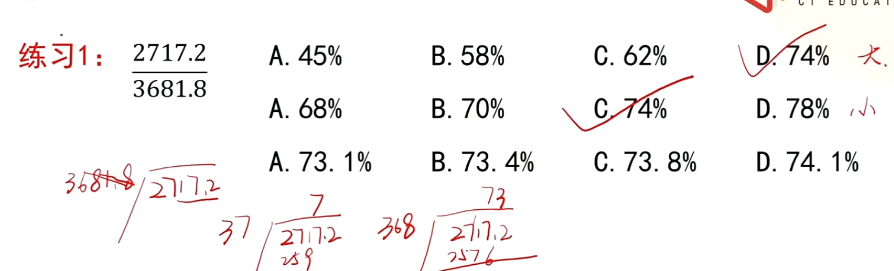 CT EDUCAT
练习1: 2717.2 A. 45% B. 58% C. 62% D. 74% 大.
3681.8
A. 68% B. 70% C. 74% D. 78% 小
A. 73.1% B. 73.4% C. 73.8% D. 74.1%
3681.8 2717.2
7 73
37 2717.2 368 2717.2
259 2576